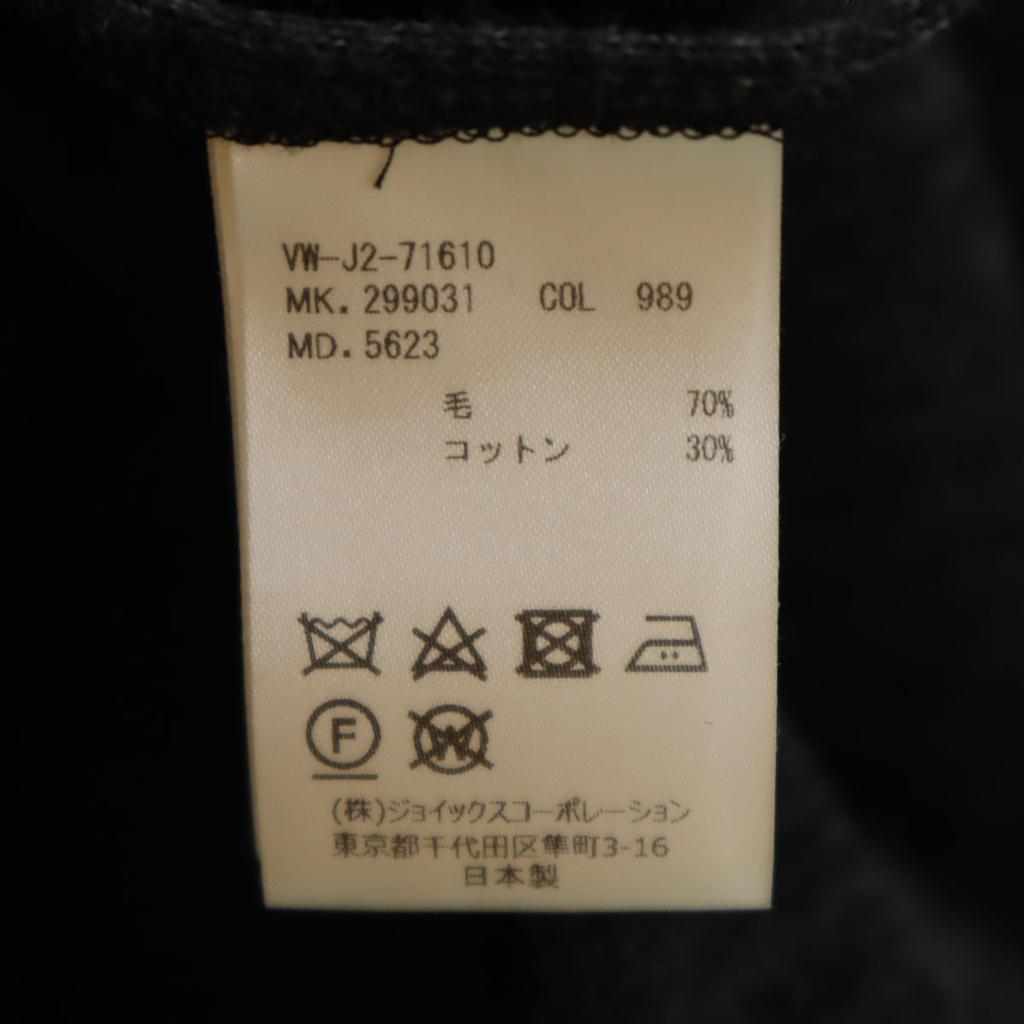 VW-J2-71610
MK. 299031 COL 989
MD. 5623
毛 70%
コットン 30%
F
W
(株)ジョイックスコーポレーション
東京都千代田区隼町3-16
日本製